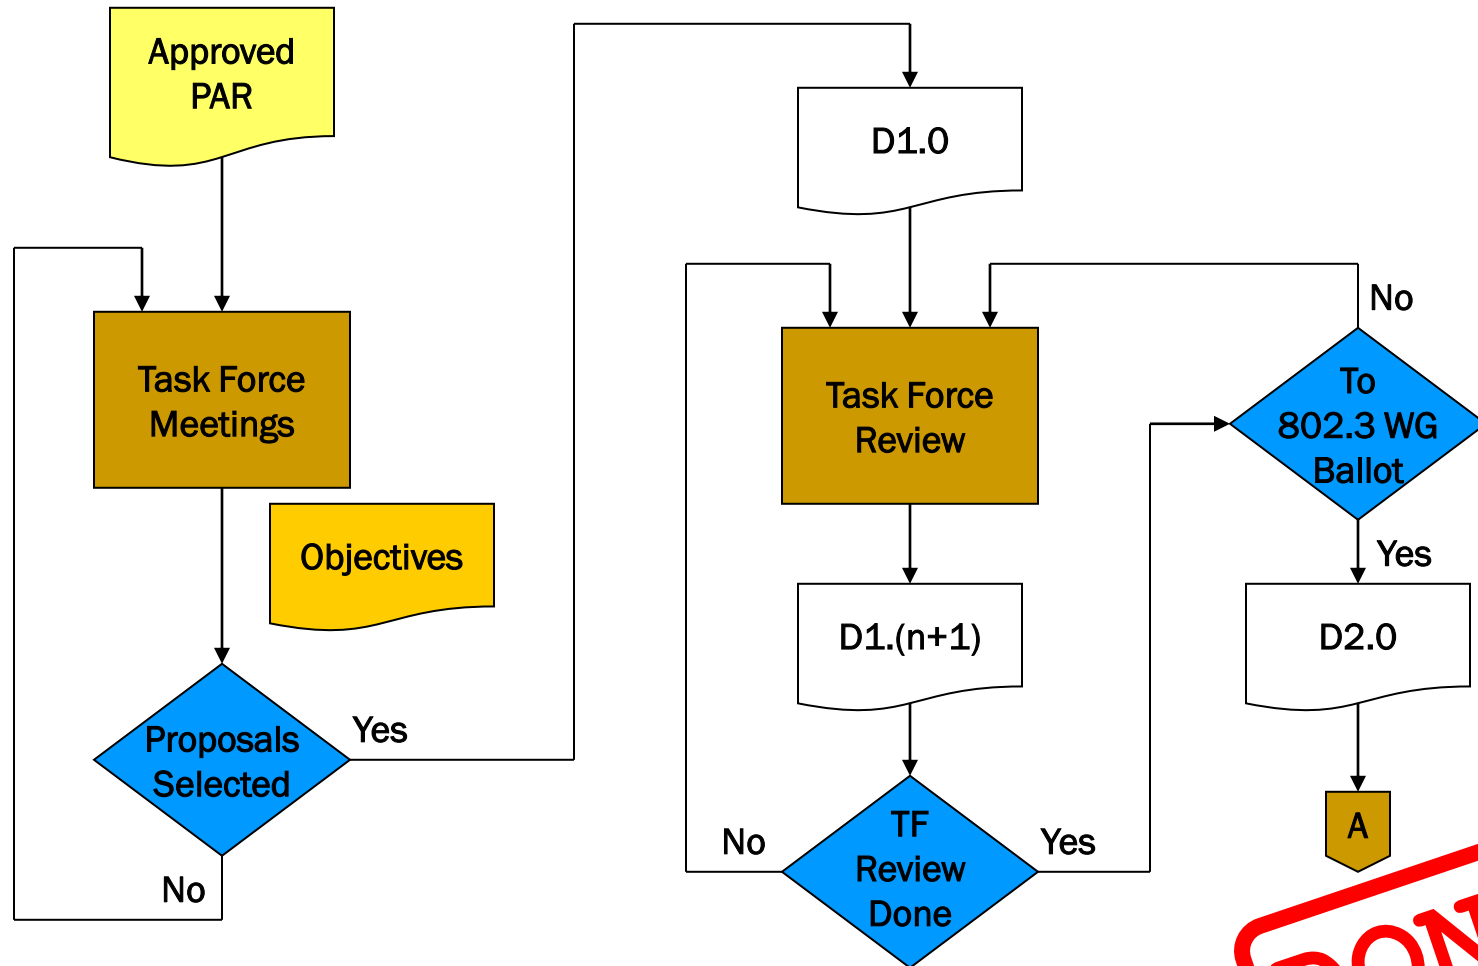 Approved
PAR
Task Force
Meetings
Objectives
Proposals
Selected
Yes
No
D1.0
Task Force
Review
D1.(n+1)
TF
Review
Done
No
Yes
To
802.3 WG
Ballot
No
Yes
D2.0
A